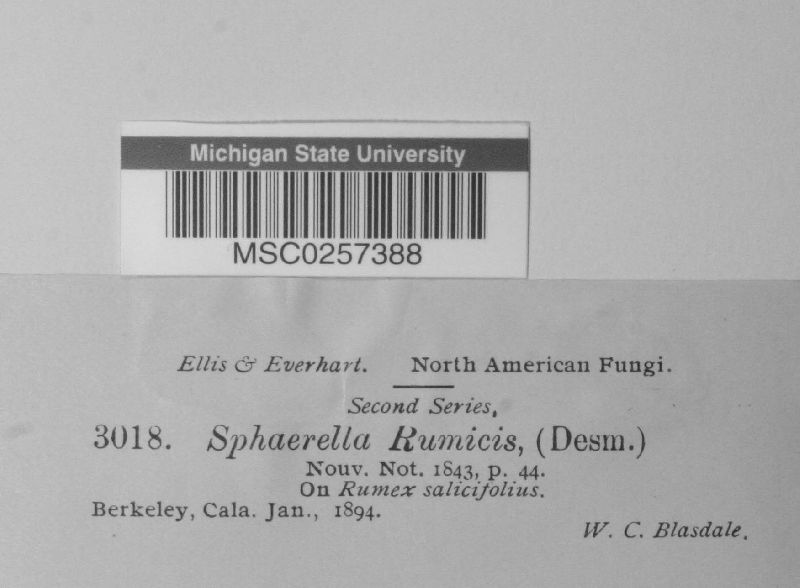 Michigan State University
MSC0257388
Ellis & Everhart. North American Fungi.
Second Series,
3018. Sphaerella Rumicis, (Desm.)
Nouv. Not. 1843, p. 44.
On Rumex salicifolius.
Berkeley, Cala. Jan., 1894.
W. C. Blasdale,